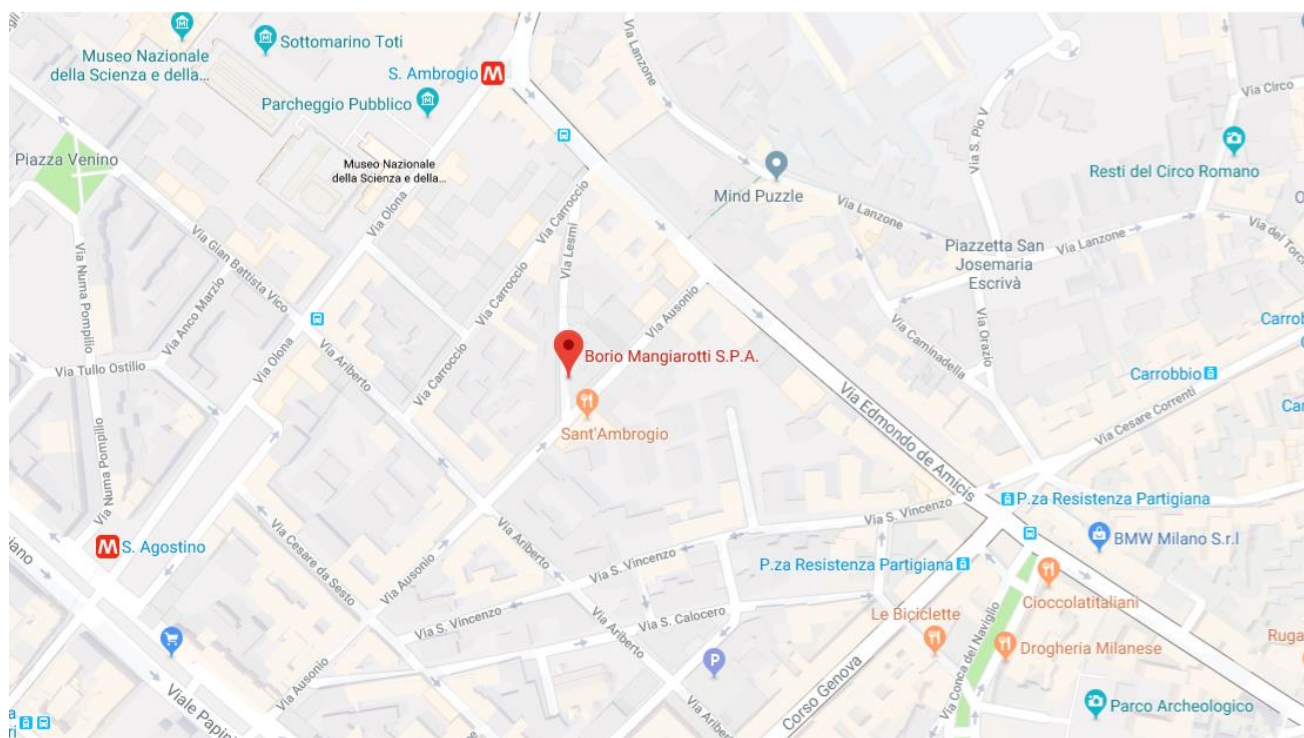 Museo Nazionale
della Scienza e della...
Sottomarino Toti
S. Ambrogio
M
Parcheggio Pubblico
Museo Nazionale
della Scienza e della...
Piazza Venino
Via Lanzone
Via Circo
Via S. Pio V
Resti del Circo Romano
Mind Puzzle
Via Lanzone
Piazzetta San
Josemaria
Escrivà
Via Lanzone
Via del Torc
Via Olona
Via Carroccio
Via Lesmi
Via Gian Battista Vico
Via Numa Pompilio
Via Anco Marzio
Via Carroccio
Via Ausonio
Via Caminadella
Via Orazio
Carrob
Via Tullo Ostilio
Via Olona
Via Ariberto
Via Carroccio
Borio Mangiarotti S.P.A.
Carrobbio
Car
Sant'Ambrogio
Via Edmondo de Amicis
Via Cesare Correnti
Via Numa Pompilio
P.za Resistenza Partigiana
M
S. Agostino
Via Cesare da Sesto
Via Ausonio
Via Ariberto
Via S. Vincenzo
Via S. Vincenzo
BMW Milano S.r.l
P.za Resistenza Partigiana
Cioccolatitaliani
Via S. Vincenzo
Via S. Calocero
Via Ariberto
Le Biciclette
Via Conca del Naviglio
Drogheria Milanese
Ruga
P
Via Ausonio
Viale Papin
Via Ariberto
Corso Genova
Parco Archeologico